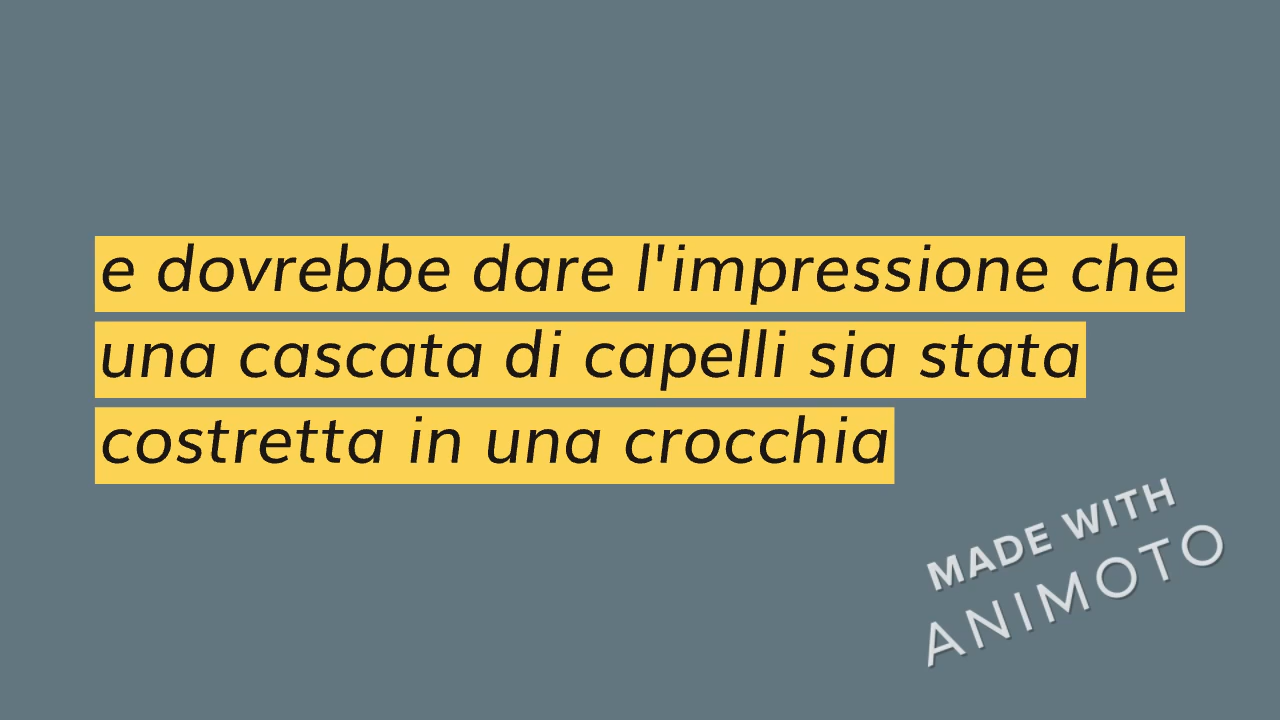 e dovrebbe dare l'impressione che
una cascata di capelli sia stata
costretta in una crocchia
MADE WITH
ANIMOTO